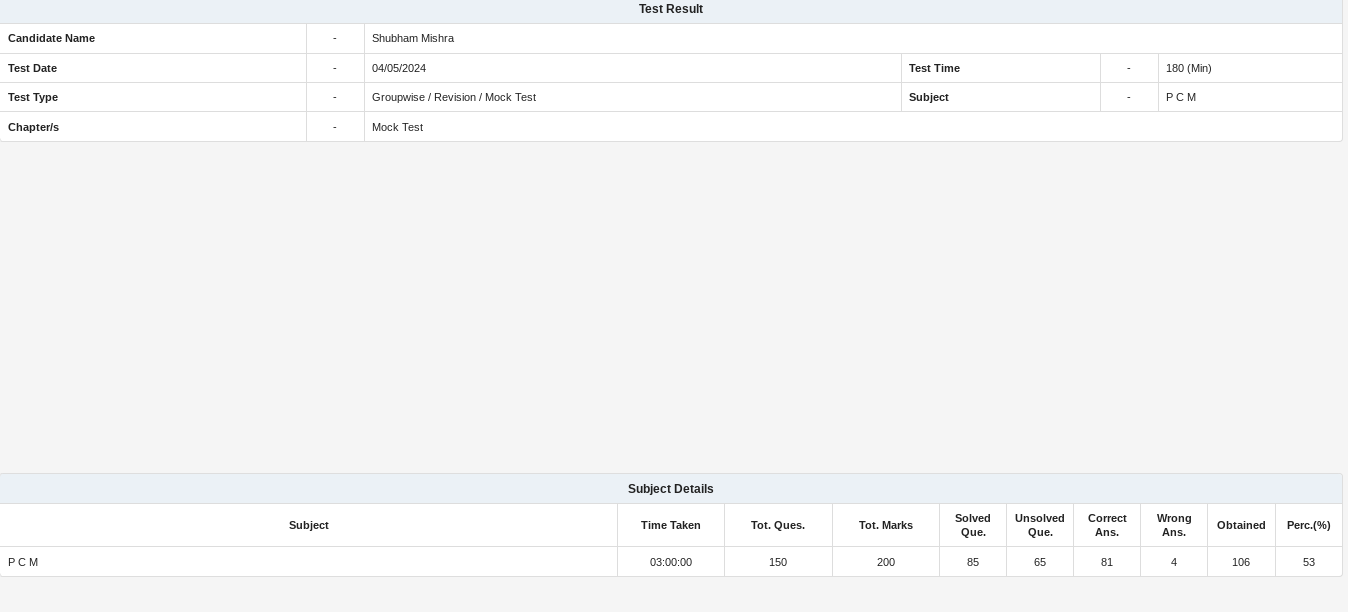 Test Result
Candidate Name - Shubham Mishra
Test Date - 04/05/2024 Test Time - 180 (Min)
Test Type - Groupwise / Revision / Mock Test Subject - P C M
Chapter/s - Mock Test
Subject Details
Subject Time Taken Tot. Ques. Tot. Marks Solved Que. Unsolved Que. Correct Ans. Wrong Ans. Obtained Perc.(%)
P C M 03:00:00 150 200 85 65 81 4 106 53